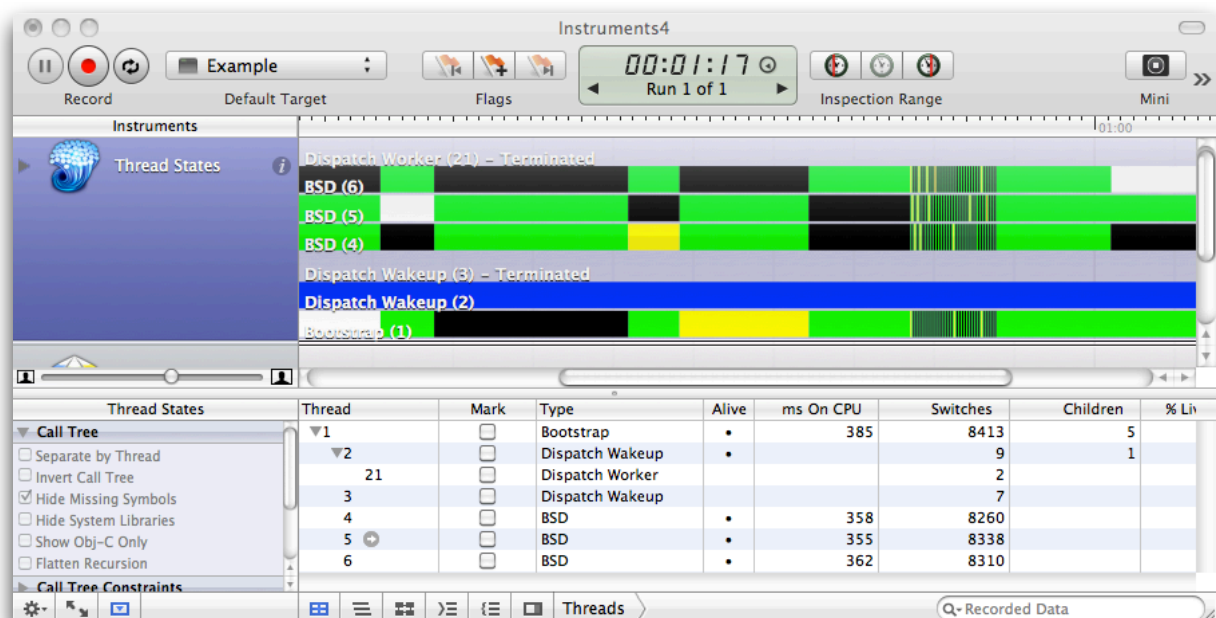 Instruments4
Example
00:01:17
Run 1 of 1
Record
Default Target
Flags
Inspection Range
Mini
Instruments
01:00
Thread States
Dispatch Worker (21) – Terminated
BSD (6)
BSD (5)
BSD (4)
Dispatch Wakeup (3) – Terminated
Dispatch Wakeup (2)
Bootstrap (1)
Thread States
Thread Mark Type Alive ms On CPU Switches Children % Liv
Call Tree
Separate by Thread
Invert Call Tree
Hide Missing Symbols
Hide System Libraries
Show Obj-C Only
Flatten Recursion
Call Tree Constraints
1 Bootstrap • 385 8413 5
2 Dispatch Wakeup • 9 1
21 Dispatch Worker 2
3 Dispatch Wakeup 7
4 BSD • 358 8260
5 BSD • 355 8338
6 BSD • 362 8310
Threads
Recorded Data